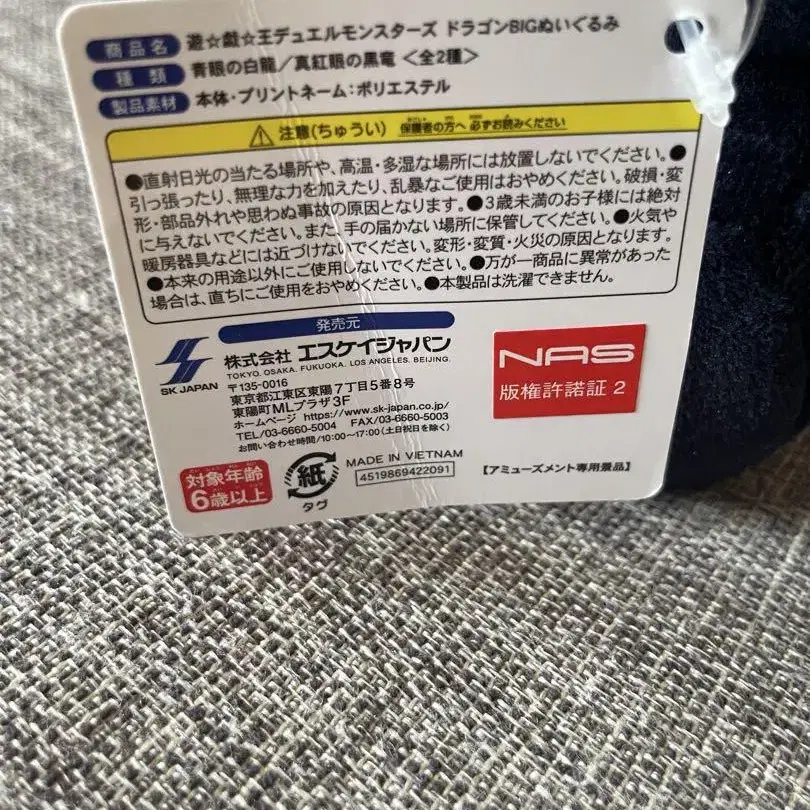 商品名 遊☆戯☆王デュエルモンスターズ ドラゴンBIGぬいぐるみ
種類 青眼の白龍／真紅眼の黒竜 <全2種>
製品素材 本体・プリントネーム:ポリエステル
注意(ちゅうい) 保護者の方へ 必ずお読みください
●直射日光の当たる場所や、高温・多湿な場所には放置しないでください。●
引っ張ったり、無理な力を加えたり、乱暴なご使用はおやめください。破損・変
形・部品外れや思わぬ事故の原因となります。●3歳未満のお子様には絶対
に与えないでください。また、手の届かない場所に保管してください。●火気や
暖房器具などには近づけないでください。変形・変質・火災の原因となります。
●本来の用途以外にご使用しないでください。●万が一商品に異常があった
場合は、直ちにご使用をおやめください。●本製品は洗濯できません。
発売元
SK JAPAN
株式会社 エスケイジャパン
TOKYO. OSAKA. FUKUOKA. LOS ANGELES. BEIJING.
〒135-0016
東京都江東区東陽7丁目5番8号
東陽町MLプラザ3F
ホームページ https://www.sk-japan.co.jp/
TEL/03-6660-5004 FAX/03-6660-5003
お問い合わせ時間/10:00〜17:00(土日祝日を除く)
NAS
版権許諾証 2
対象年齢
6歳以上
紙
タグ
MADE IN VIETNAM
4519869422091
【アミューズメント専用景品】